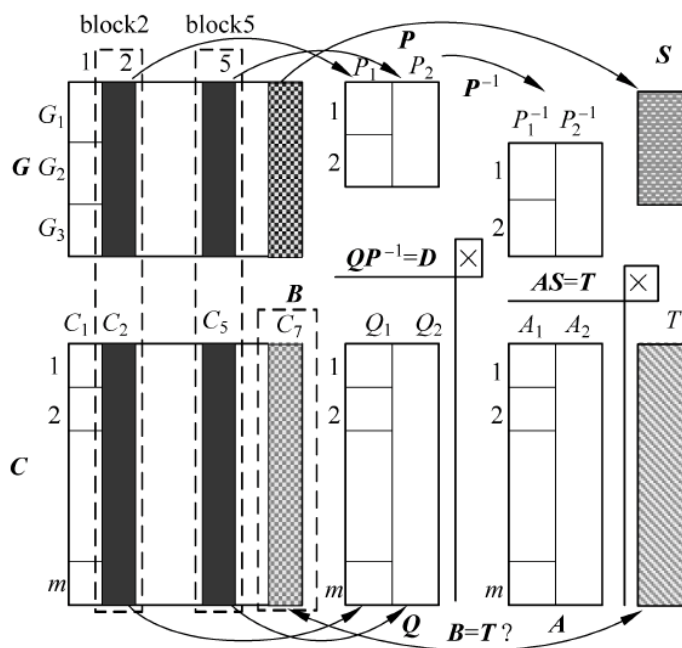 block2 block5
1 2 5
P₁ P₂ P
P⁻¹
S
G₁
G G₂
G₃
1
2
P₁⁻¹ P₂⁻¹
1
2
QP⁻¹=D ×
AS=T ×
B
C₁ C₂ C₅ C₇
Q₁ Q₂
A₁ A₂
T
1
2
C
m
1
2
m
1
2
m
Q
B=T ?
A